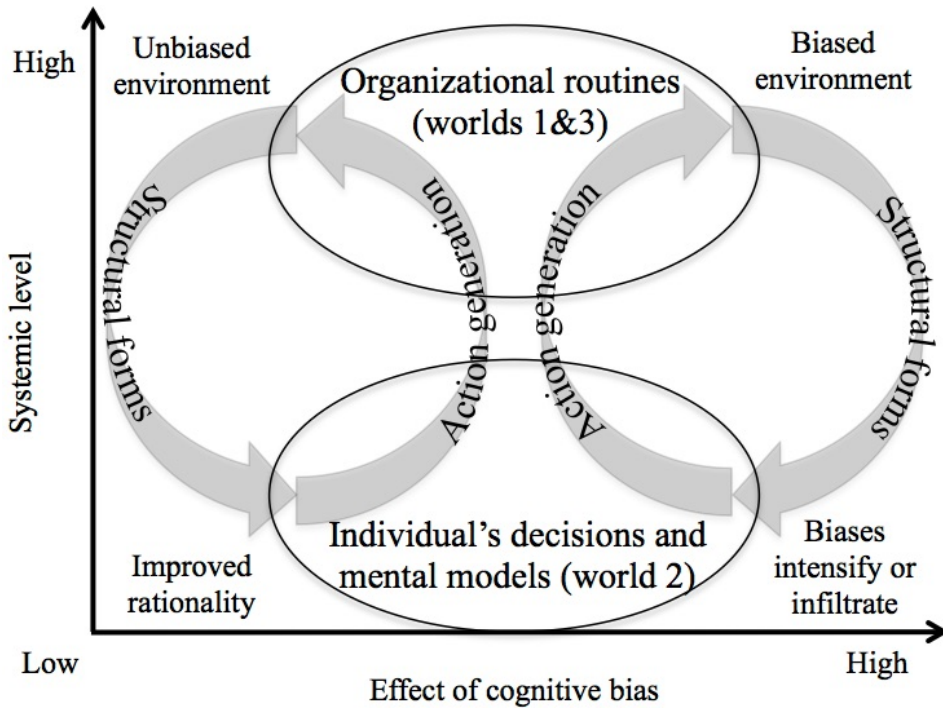 High
Unbiased
environment
Organizational routines
(worlds 1&3)
Biased
environment
Structural forms
Action generation
Action generation
Structural forms
Systemic level
Improved
rationality
Individual’s decisions and
mental models (world 2)
Biases
intensify or
infiltrate
Low
High
Effect of cognitive bias